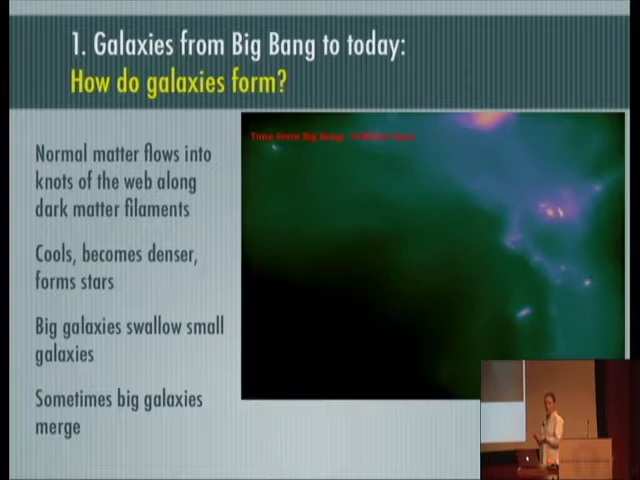 1. Galaxies from Big Bang to today:
How do galaxies form?
Time Since Big Bang
Normal matter flows into
knots of the web along
dark matter filaments
Cools, becomes denser,
forms stars
Big galaxies swallow small
galaxies
Sometimes big galaxies
merge